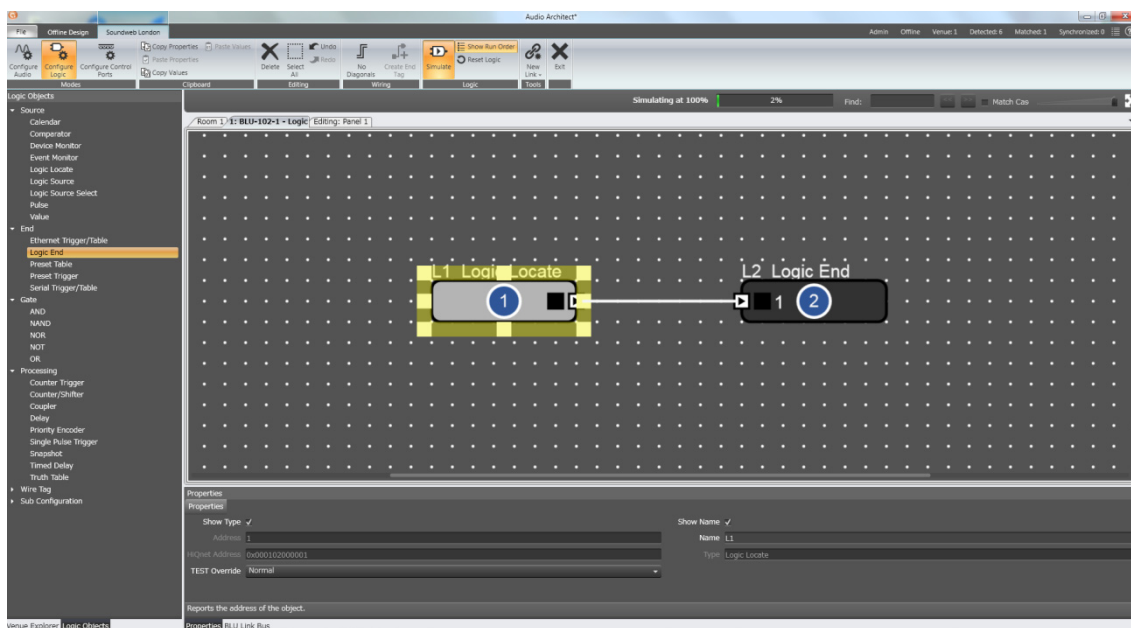 Audio Architect*
File Offline Design Soundweb London
Admin Offline Venue: 1 Detected: 6 Matched: 1 Synchronized: 0
Configure Audio
Configure Logic
Configure Control Ports
Modes
Copy Properties Paste Values
Paste Properties
Copy Values
Clipboard
Delete
Select All
Undo
Redo
Editing
No Diagonals
Create End Tag
Wiring
Simulate
Show Run Order
Reset Logic
Logic
New Link
Tools
Exit
Logic Objects
Source
Calendar
Comparator
Device Monitor
Event Monitor
Logic Locate
Logic Source
Logic Source Select
Pulse
Value
End
Ethernet Trigger/Table
Logic End
Preset Table
Preset Trigger
Serial Trigger/Table
Gate
AND
NAND
NOR
NOT
OR
Processing
Counter Trigger
Counter/Shifter
Coupler
Delay
Priority Encoder
Single Pulse Trigger
Snapshot
Timed Delay
Truth Table
Wire Tag
Sub Configuration
Venue Explorer Logic Objects
Simulating at 100% 2% Find: Match Cas
Room 1 1: BLU-102-1 - Logic Editing: Panel 1
L1 Logic Locate
1
L2 Logic End
1 2
Properties
Properties
Show Type Show Name
Address 1 Name L1
HiQnet Address 0x000102000001 Type Logic Locate
TEST Override Normal
Reports the address of the object.
Properties BLU Link Bus